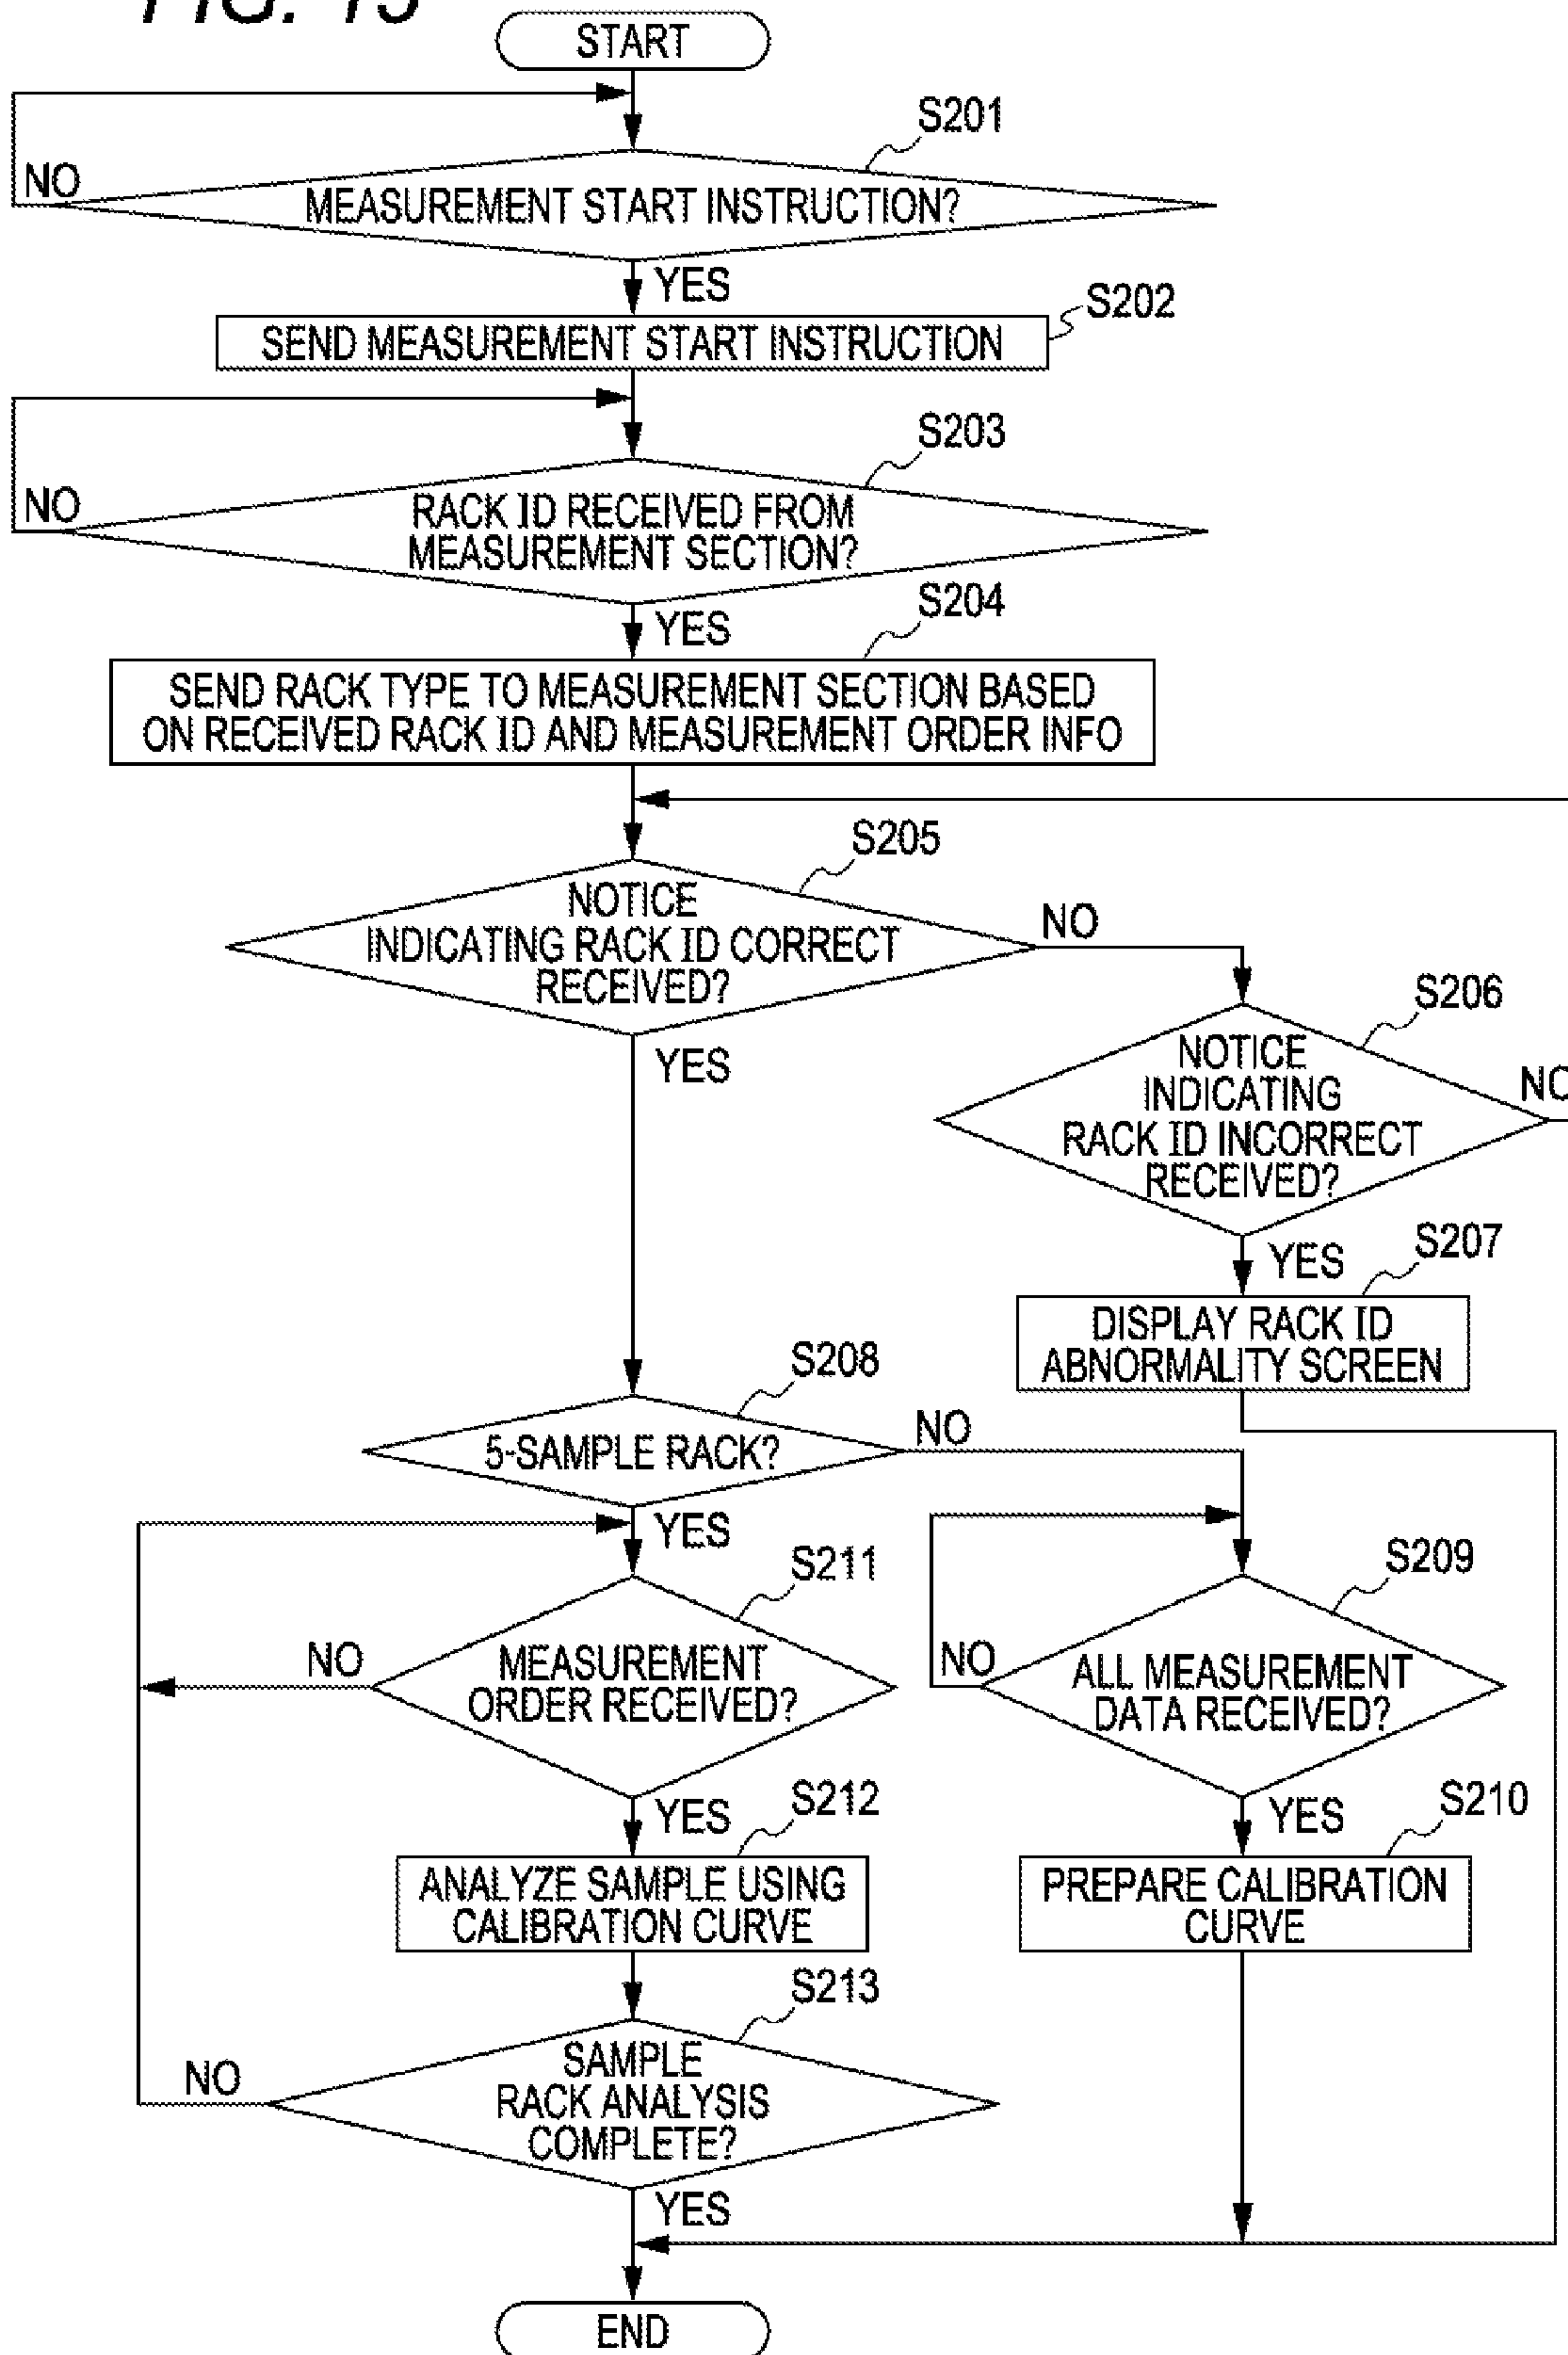 FIG. 15
START
S201
NO
MEASUREMENT START INSTRUCTION?
YES
S202
SEND MEASUREMENT START INSTRUCTION
S203
NO
RACK ID RECEIVED FROM
MEASUREMENT SECTION?
S204
YES
SEND RACK TYPE TO MEASUREMENT SECTION BASED
ON RECEIVED RACK ID AND MEASUREMENT ORDER INFO
S205
NOTICE
INDICATING RACK ID CORRECT
RECEIVED?
NO
YES
S206
NOTICE
INDICATING
RACK ID INCORRECT
RECEIVED?
NO
YES
S207
DISPLAY RACK ID
ABNORMALITY SCREEN
S208
5-SAMPLE RACK?
NO
YES
S211
MEASUREMENT
ORDER RECEIVED?
NO
S209
ALL MEASUREMENT
DATA RECEIVED?
NO
YES
S212
ANALYZE SAMPLE USING
CALIBRATION CURVE
YES
S210
PREPARE CALIBRATION
CURVE
S213
SAMPLE
RACK ANALYSIS
COMPLETE?
NO
YES
END